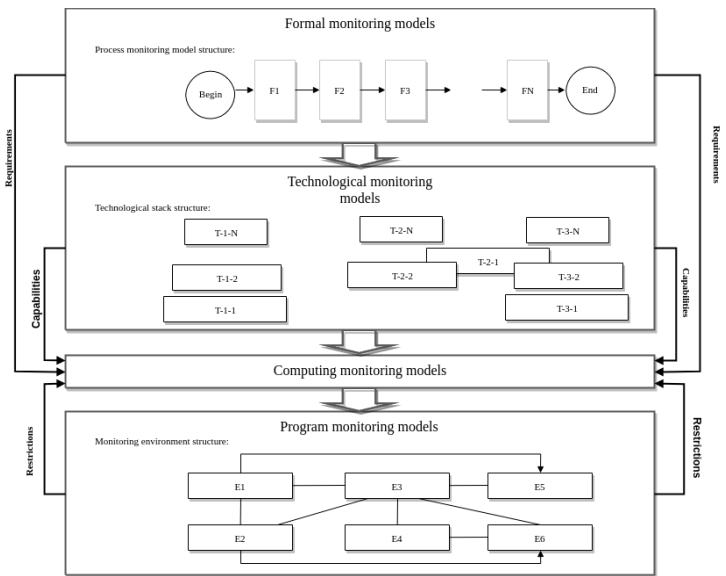 Formal monitoring models
Process monitoring model structure:
Begin
F1
F2
F3
FN
End
Requirements
Requirements
Technological monitoring
models
Technological stack structure:
T-1-N
T-2-N
T-3-N
T-2-1
T-1-2
T-2-2
T-3-2
T-1-1
T-3-1
Capabilities
Capabilities
Computing monitoring models
Program monitoring models
Monitoring environment structure:
Restrictions
Restrictions
E1
E3
E5
E2
E4
E6